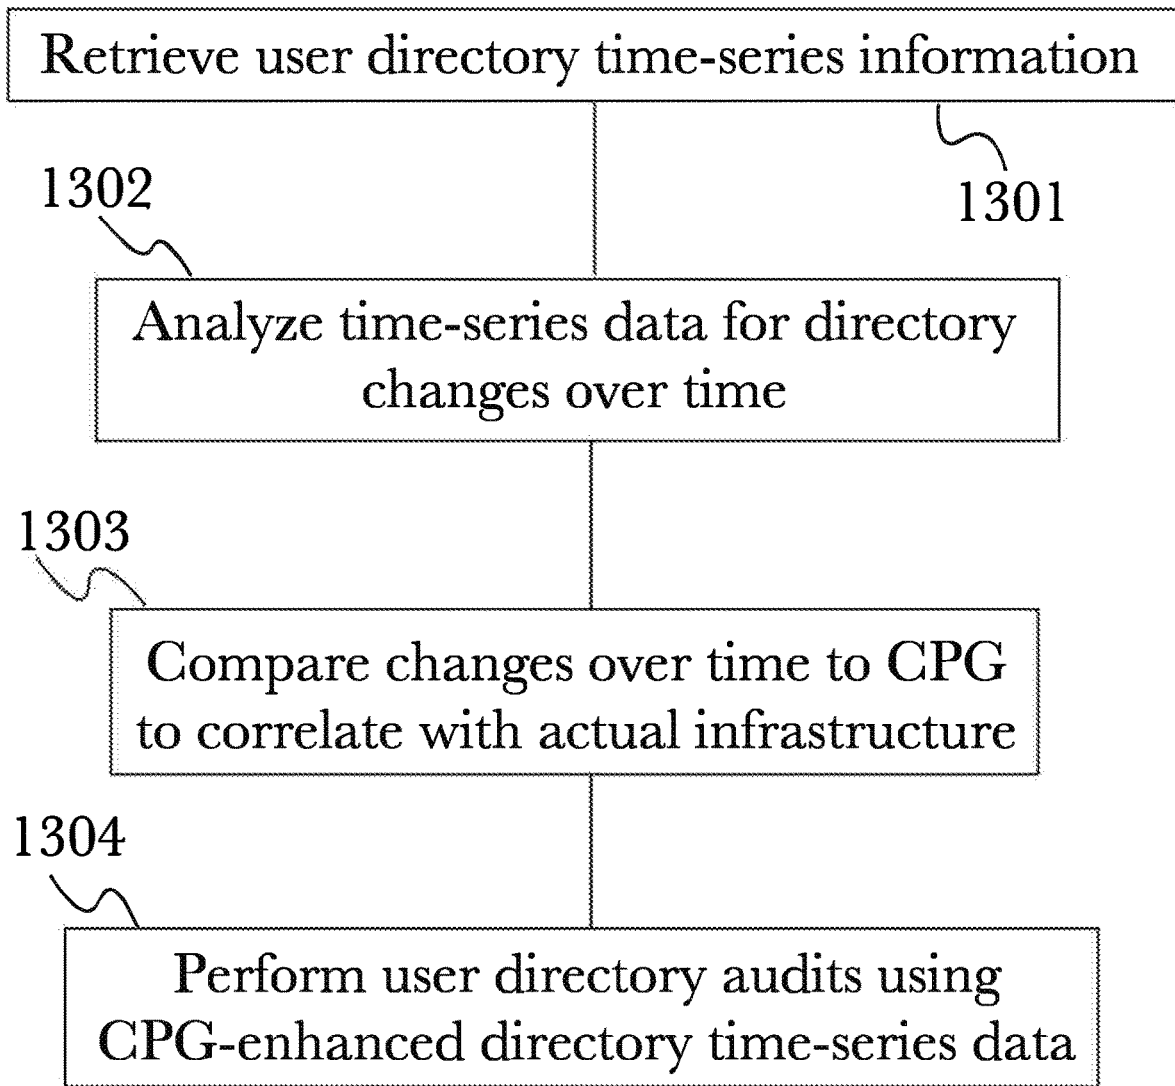 Retrieve user directory time-series information
1301
1302
Analyze time-series data for directory
changes over time
1303
Compare changes over time to CPG
to correlate with actual infrastructure
1304
Perform user directory audits using
CPG-enhanced directory time-series data